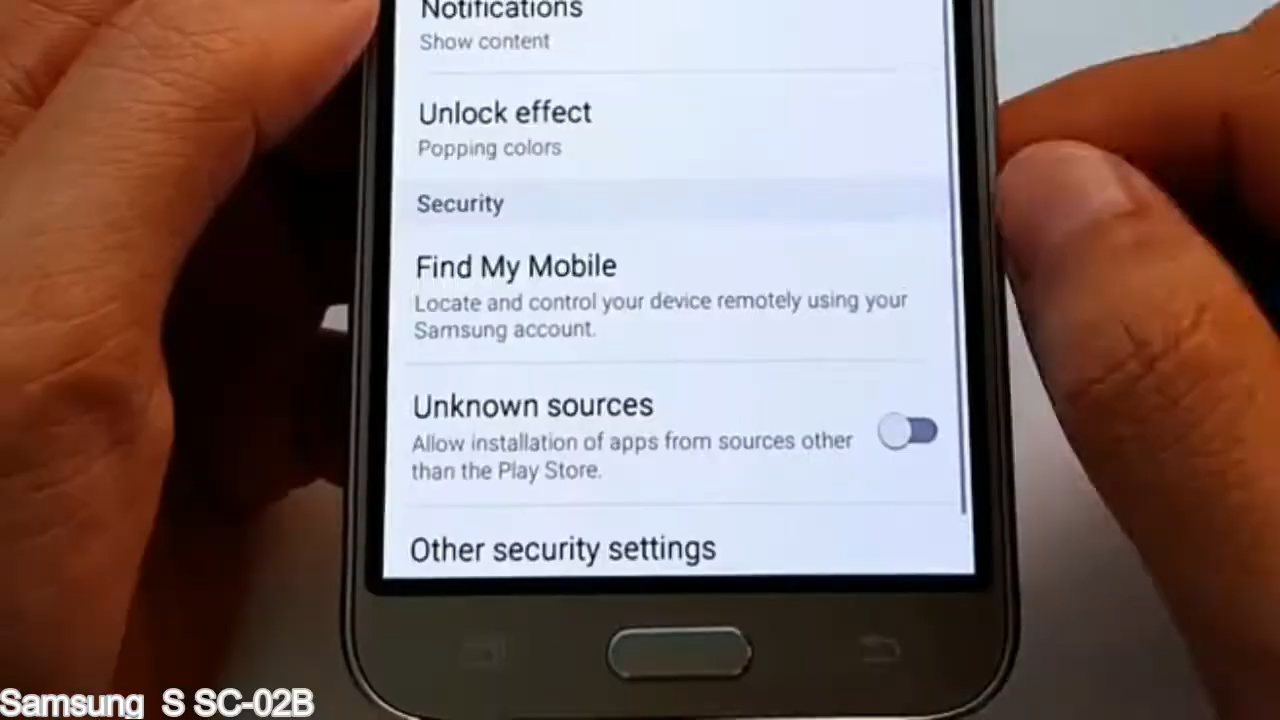 Notifications
Show content
Unlock effect
Popping colors
Security
Find My Mobile
Locate and control your device remotely using your
Samsung account.
Unknown sources
Allow installation of apps from sources other
than the Play Store.
Other security settings
Samsung S SC-02B